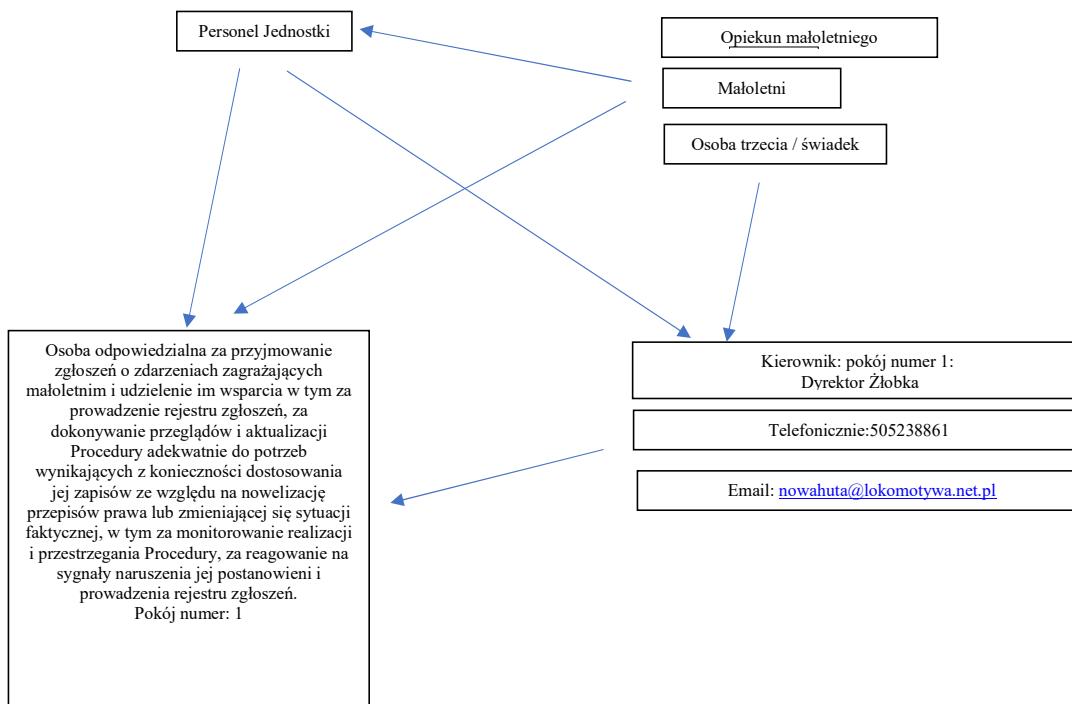 Personel Jednostki
Opiekun małoletniego
Małoletni
Osoba trzecia / świadek
Osoba odpowiedzialna za przyjmowanie
zgłoszeń o zdarzeniach zagrażających
małoletnim i udzielenie im wsparcia w tym za
prowadzenie rejestru zgłoszeń, za
dokonywanie przeglądów i aktualizacji
Procedury adekwatnie do potrzeb
wynikających z konieczności dostosowania
jej zapisów ze względu na nowelizację
przepisów prawa lub zmieniającej się sytuacji
faktycznej, w tym za monitorowanie realizacji
i przestrzegania Procedury, za reagowanie na
sygnały naruszenia jej postanowieni i
prowadzenia rejestru zgłoszeń.
Pokój numer: 1
Kierownik: pokój numer 1:
Dyrektor Żłobka
Telefonicznie:505238861
Email: nowahuta@lokomotywa.net.pl